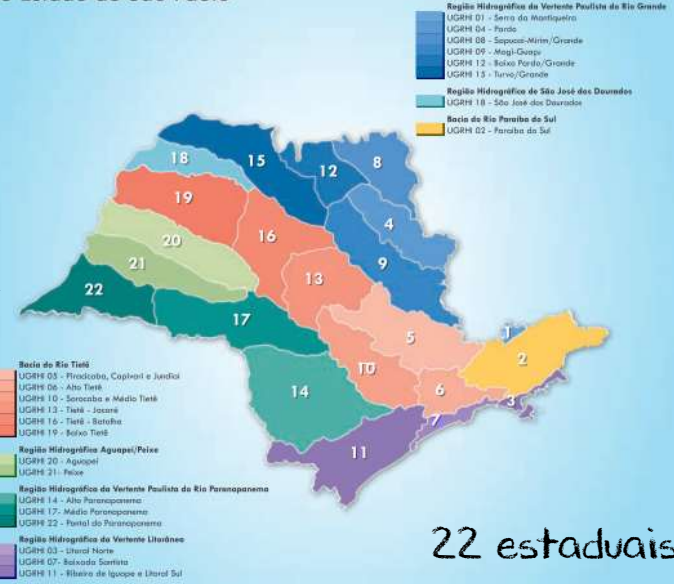 Região Hidrográfica da Vertente Paulista do Rio Grande
UGRHI 01 - Serra da Mantiqueira
UGRHI 04 - Pardo
UGRHI 08 - Sapucaí-Mirim/Grande
UGRHI 09 - Mogi-Guaçu
UGRHI 12 - Baixo Pardo/Grande
UGRHI 15 - Turvo/Grande
Região Hidrográfica de São José dos Dourados
UGRHI 18 - São José dos Dourados
Bacia do Rio Paraíba do Sul
UGRHI 02 - Paraíba do Sul
18
15
12
8
19
16
4
20
9
21
13
22
17
5
1
2
10
6
14
3
7
11
Bacia do Rio Tietê
UGRHI 05 - Piracicaba, Capivari e Jundiaí
UGRHI 06 - Alto Tietê
UGRHI 10 - Sorocaba e Médio Tietê
UGRHI 13 - Tietê - Jacaré
UGRHI 16 - Tietê - Batalha
UGRHI 19 - Baixo Tietê
Região Hidrográfica Aguapeí/Peixe
UGRHI 20 - Aguapeí
UGRHI 21- Peixe
Região Hidrográfica da Vertente Paulista do Rio Paranapanema
UGRHI 14 - Alto Paranapanema
UGRHI 17- Médio Paranapanema
UGRHI 22 - Pontal do Paranapanema
Região Hidrográfica da Vertente Litorânea
UGRHI 03 - Litoral Norte
UGRHI 07- Baixada Santista
UGRHI 11 - Ribeira de Iguape e Litoral Sul
22 estaduais